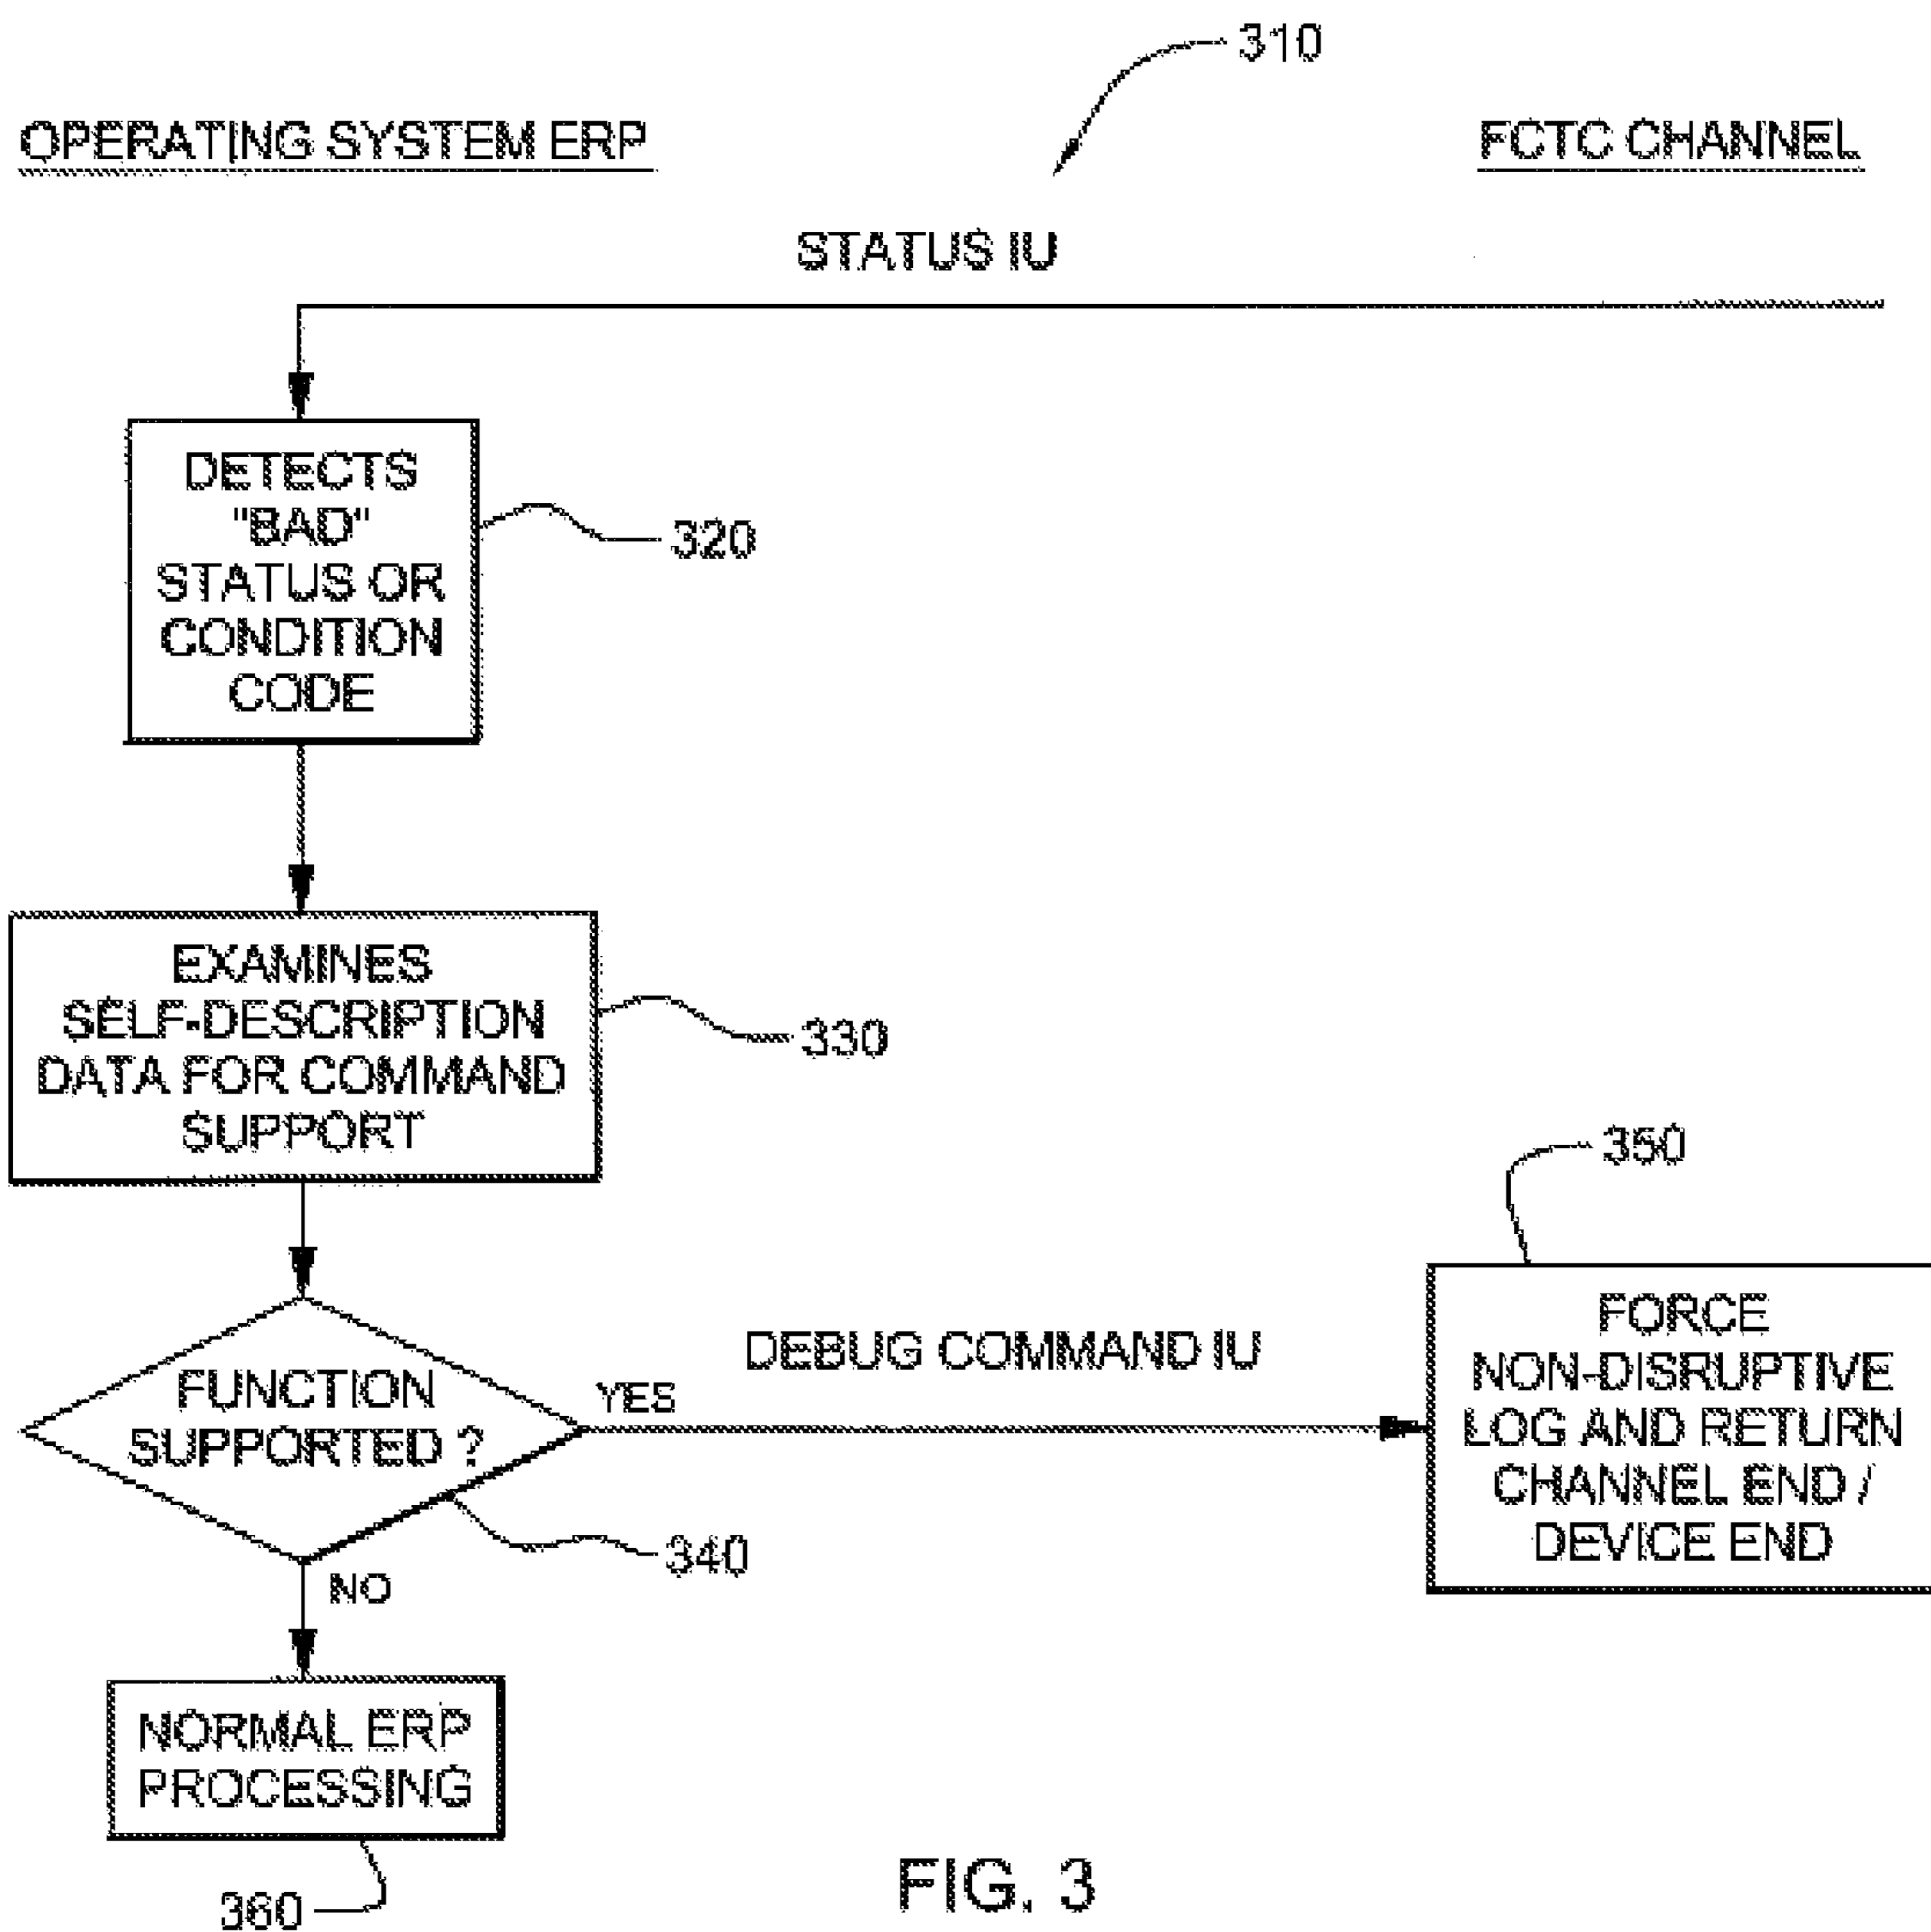 310
OPERATING SYSTEM ERP
FCTC CHANNEL
STATUS IU
DETECTS
"BAD"
STATUS OR
CONDITION
CODE
320
EXAMINES
SELF-DESCRIPTION
DATA FOR COMMAND
SUPPORT
330
350
FUNCTION
SUPPORTED ?
YES
DEBUG COMMAND IU
FORCE
NON-DISRUPTIVE
LOG AND RETURN
CHANNEL END /
DEVICE END
340
NO
NORMAL ERP
PROCESSING
360
FIG. 3